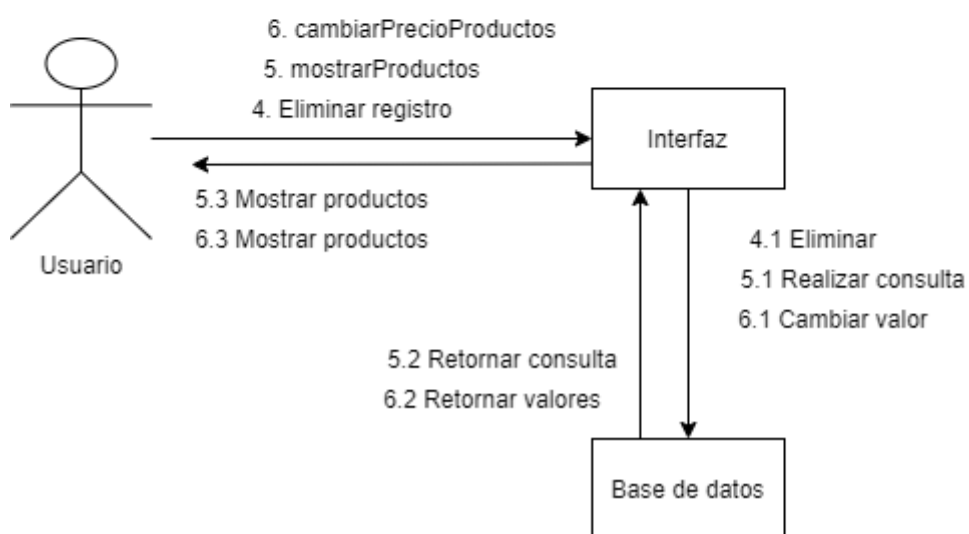 6. cambiarPrecioProductos
5. mostrarProductos
4. Eliminar registro
Interfaz
5.3 Mostrar productos
6.3 Mostrar productos
Usuario
4.1 Eliminar
5.1 Realizar consulta
6.1 Cambiar valor
5.2 Retornar consulta
6.2 Retornar valores
Base de datos